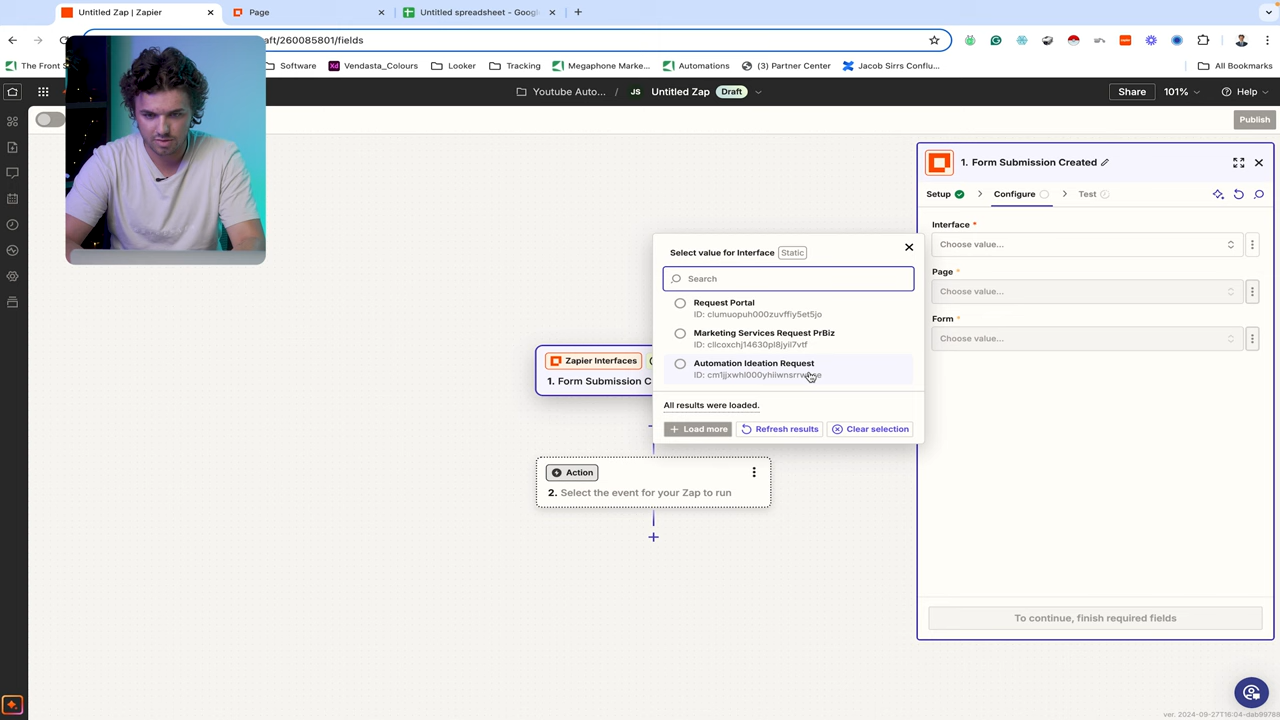 Untitled Zap | Zapier
Page
Untitled spreadsheet - Goog
aft/260085801/fields
The Front S
Software
Vendasta_Colours
Looker
Tracking
Megaphone Marke...
Automations
(3) Partner Center
Jacob Sirrs Conflu...
All Bookmarks
Youtube Auto... / JS Untitled Zap Draft
Share
101%
Help
Publish
1. Form Submission Created
Setup
Configure
Test
Interface *
Choose value...
Page *
Choose value...
Form *
Choose value...
To continue, finish required fields
Select value for Interface Static
Search
Request Portal
ID: clumuopuh000zuvffiy5et5jo
Marketing Services Request PrBiz
ID: clicoxchj14630pl8jyil7vtf
Automation Ideation Request
All results were loaded.
Load more
Refresh results
Clear selection
Zapier Interfaces
1. Form Submission C
Action
2. Select the event for your Zap to run